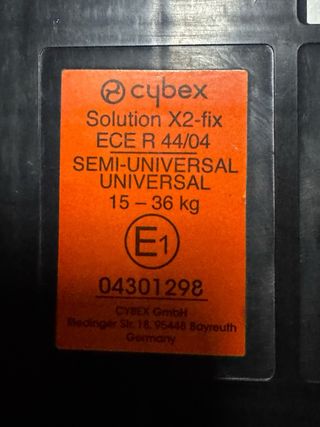 cybex
Solution X2-fix
ECE R 44/04
SEMI-UNIVERSAL
UNIVERSAL
15 – 36 kg
E1
04301298
CYBEX GmbH
Riedinger Str. 18, 95448 Bayreuth
Germany